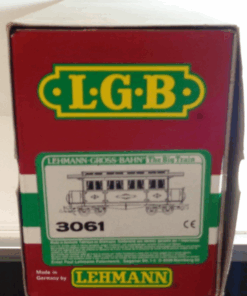 L·G·B
LEHMANN-GROSS-BAHN The Big Train
3061 CE
Made in
Germany by
LEHMANN